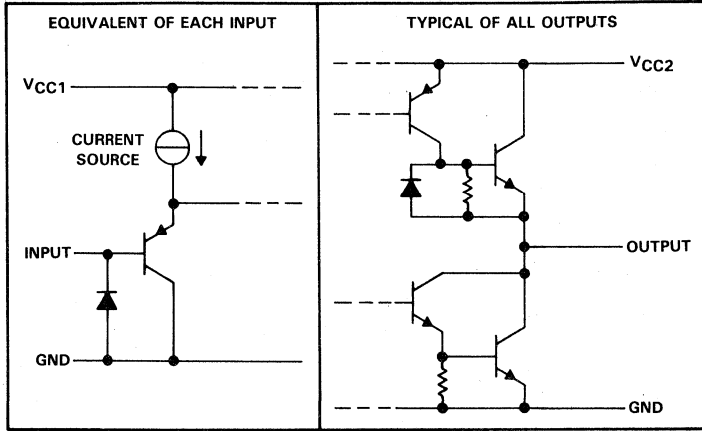 EQUIVALENT OF EACH INPUT
VCC1
CURRENT
SOURCE
INPUT
GND
TYPICAL OF ALL OUTPUTS
VCC2
OUTPUT
GND